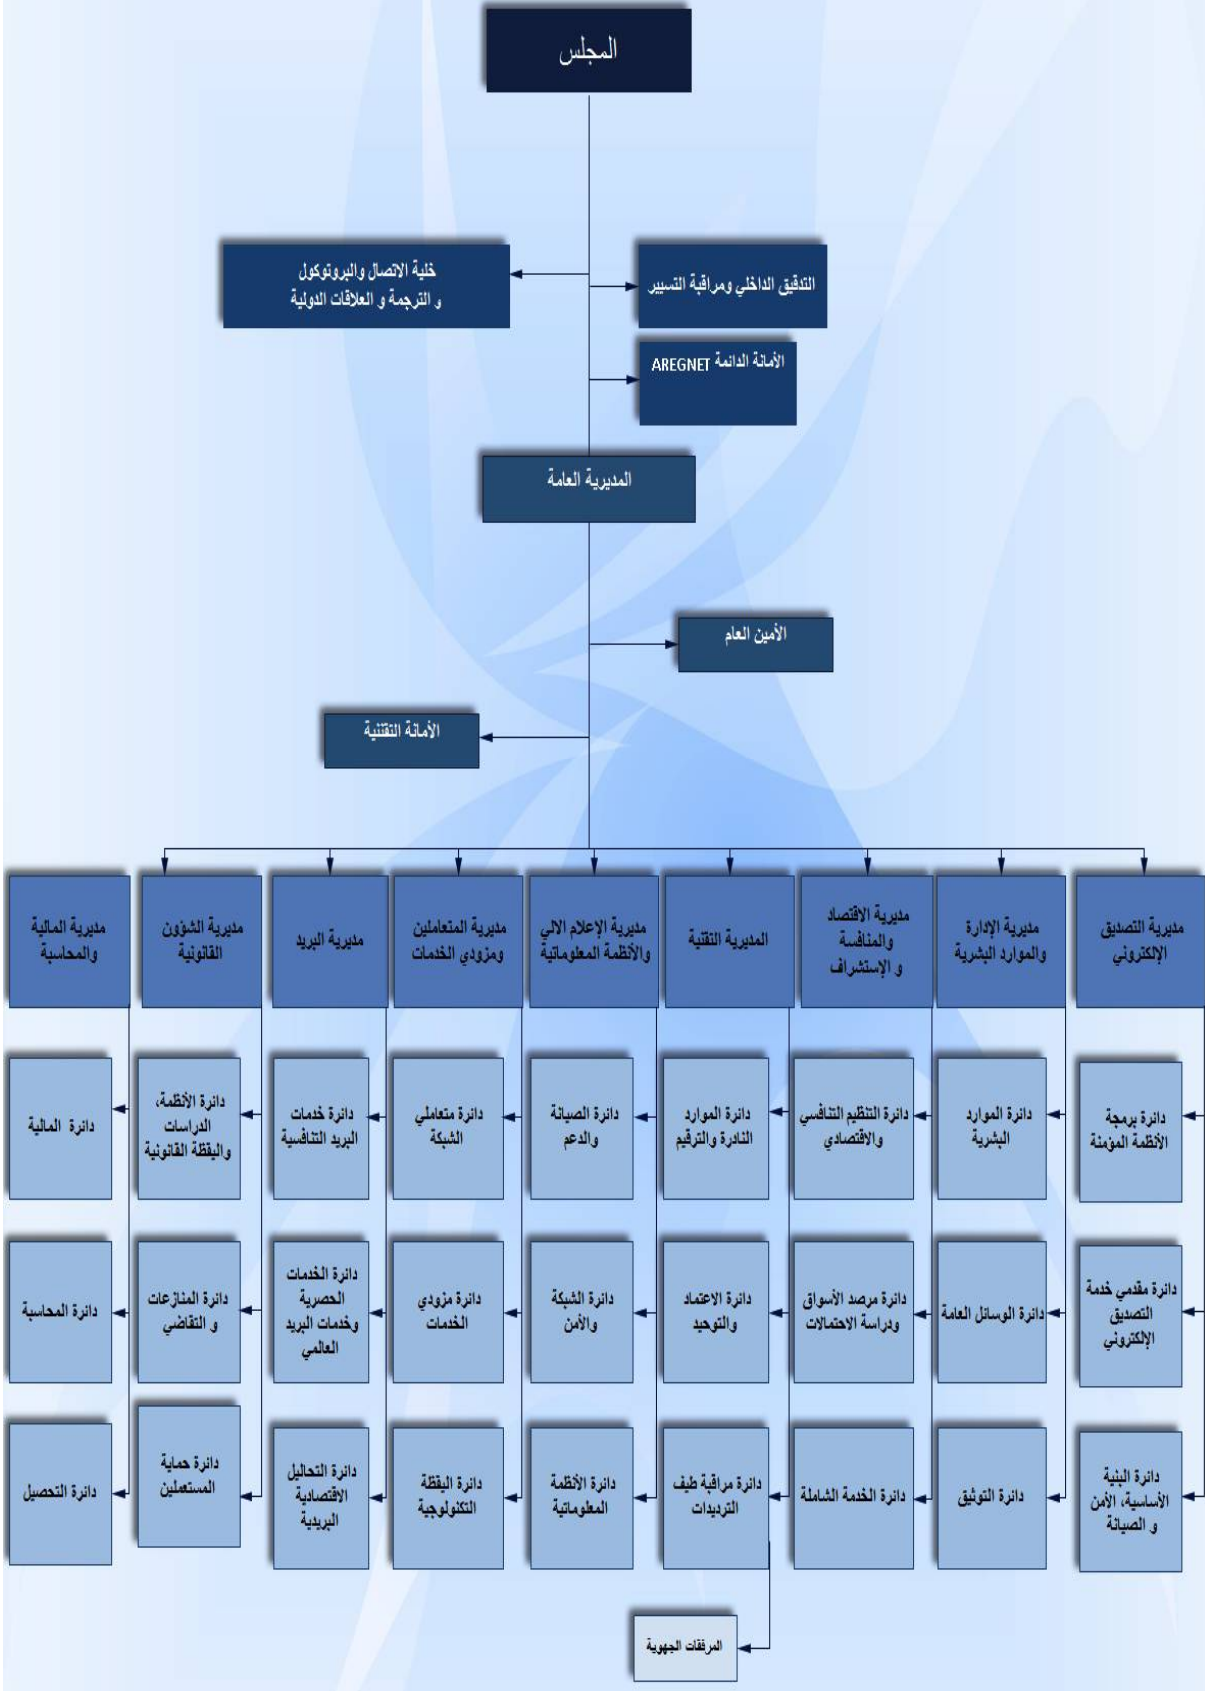 المجلس
التدقيق الداخلي ومراقبة التسيير
خلية الاتصال والبروتوكول
و الترجمة و العلاقات الدولية
الأمانة الدائمة AREGNET
المديرية العامة
الأمين العام
الأمانة التقتنية
مديرية التصديق
الإلكتروني
مديرية الإدارة
والموارد البشرية
مديرية الاقتصاد
والمنافسة
و الإستشراف
المديرية التقنية
مديرية الإعلام الالي
والأنظمة المعلوماتية
مديرية المتعاملين
ومزودي الخدمات
مديرية البريد
مديرية الشؤون
القانونية
مديرية المالية
والمحاسبة
دائرة برمجة
الأنظمة المؤمنة
دائرة الموارد
البشرية
دائرة التنظيم التنافسي
والاقتصادي
دائرة الموارد
النادرة والترقيم
دائرة الصيانة
والدعم
دائرة متعاملي
الشبكة
دائرة خدمات
البريد التنافسية
دائرة الأنظمة،
الدراسات
واليقظة القانونية
دائرة المالية
دائرة مقدمي خدمة
التصديق
الإلكتروني
دائرة الوسائل العامة
دائرة مرصد الأسواق
ودراسة الاحتمالات
دائرة الاعتماد
والتوحيد
دائرة الشبكة
والأمن
دائرة مزودي
الخدمات
دائرة الخدمات
الحصرية
وخدمات البريد
العالمي
دائرة المنازعات
و التقاضي
دائرة المحاسبة
دائرة البنية
الأساسية، الأمن
و الصيانة
دائرة التوثيق
دائرة الخدمة الشاملة
دائرة مراقبة طيف
الترديدات
دائرة الأنظمة
المعلوماتية
دائرة اليقظة
التكنولوجية
دائرة التحاليل
الاقتصادية
البريدية
دائرة حماية
المستعملين
دائرة التحصيل
المرفقات الجهوية